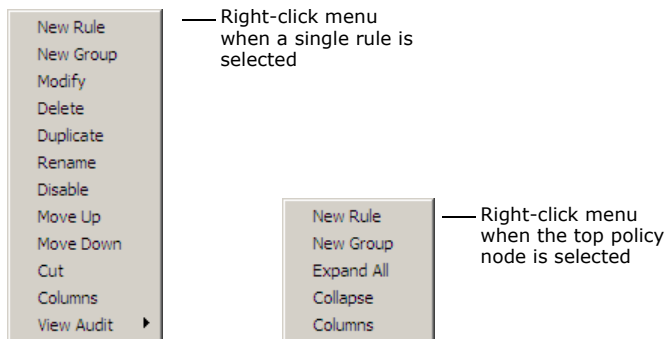 New Rule
New Group
Modify
Delete
Duplicate
Rename
Disable
Move Up
Move Down
Cut
Columns
View Audit
Right-click menu
when a single rule is
selected
New Rule
New Group
Expand All
Collapse
Columns
Right-click menu
when the top policy
node is selected